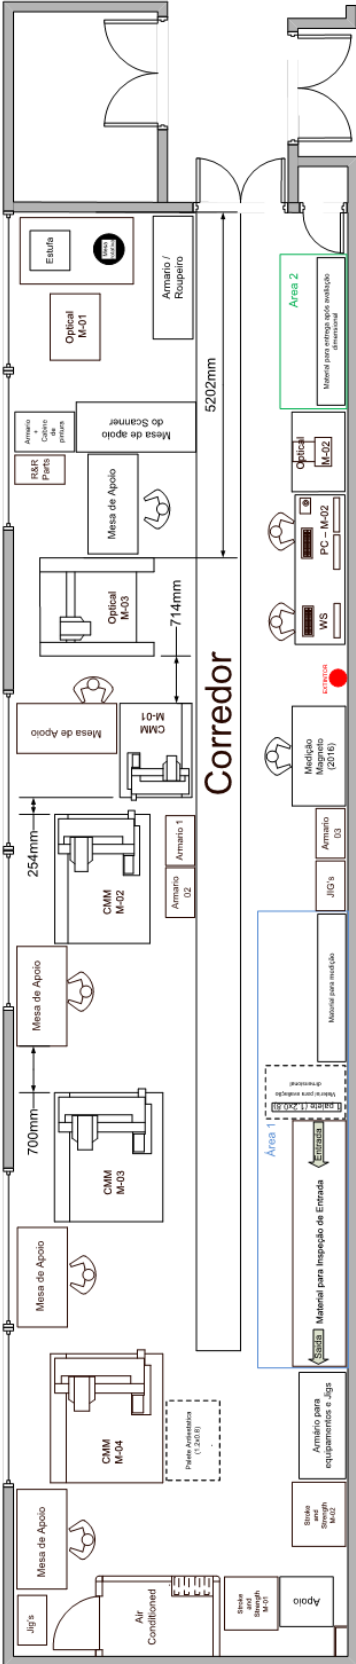 Estufa
Mesa
Armario /
Roupeiro
Optical
M-01
Area 2
Material para entrega após avaliação
dimensional
5202mm
Armario
+
Cabine
de
pintura
Mesa de apoio
do Scanner
R&R
Parts
Mesa de Apoio
Optical
M-02
PC – M-02
WS
Optical
M-03
714mm
EXTINTOR
Corredor
Mesa de Apoio
CMM
M-01
Medição
Magneto
(2016)
254mm
CMM
M-02
Armario 1
Armario
02
Armario
03
JIG's
Mesa de Apoio
Material para medição
700mm
CMM
M-03
Material para avaliação
dimensional
1 palete (1.2x0.8)
Área 1
Entrada
Material para Inspeção de Entrada
Saida
Mesa de Apoio
CMM
M-04
Palete Antiestatica
(1.2x0.8)
Armário para
equipamentos e Jigs
Mesa de Apoio
Stroke
and
Strength
M-02
Jig's
Air
Conditioned
Stroke
and
Strength
M-01
Apoio